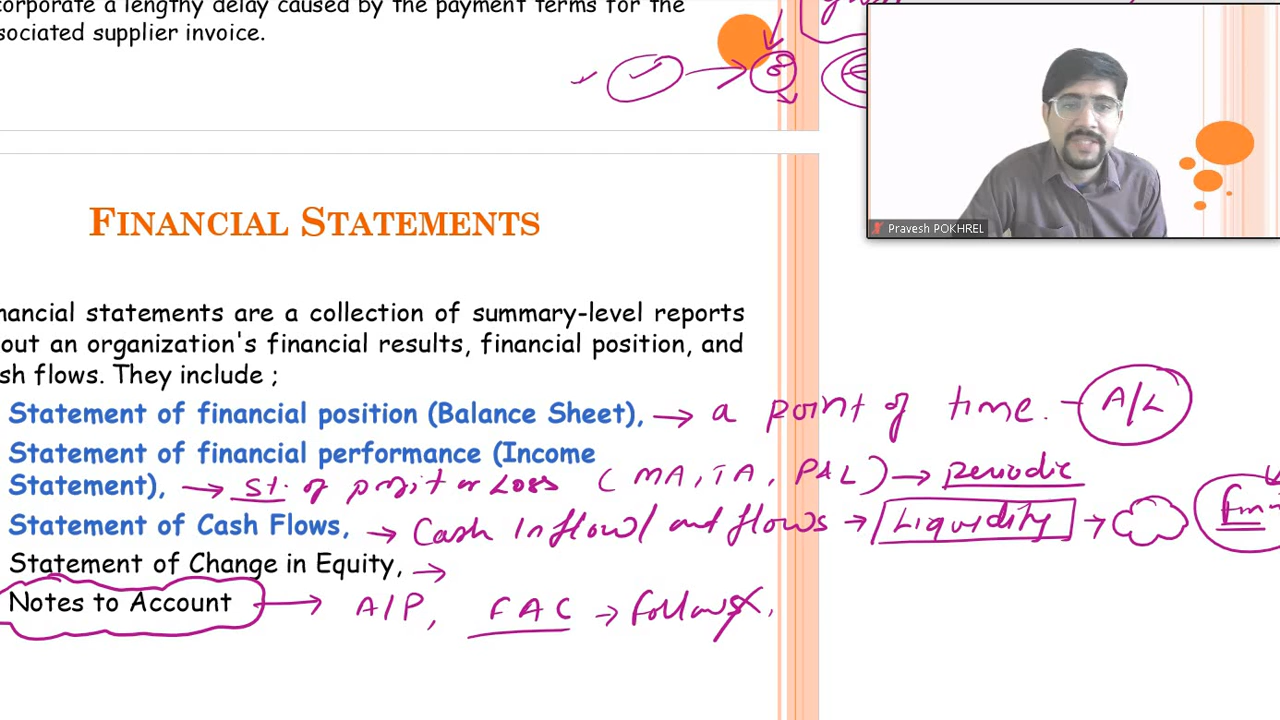 corporate a lengthy delay caused by the payment terms for the
sociated supplier invoice.
Pravesh POKHREL
FINANCIAL STATEMENTS
nancial statements are a collection of summary-level reports
out an organization's financial results, financial position, and
sh flows. They include ;
Statement of financial position (Balance Sheet), → a point of time. - A/L
Statement of financial performance (Income
Statement), → St. of profit or Loss (MA, TA, P&L) → periodic
Statement of Cash Flows, → Cash Inflow/ outflows → Liquidity →
Statement of Change in Equity, →
Notes to Account → A/P, FAC → follows